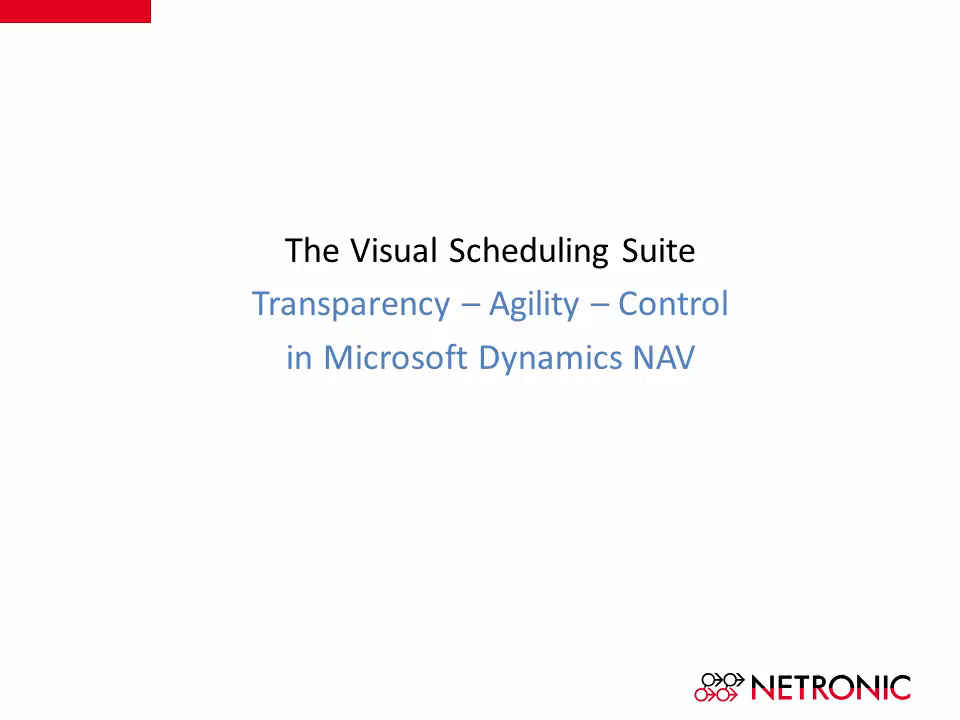 The Visual Scheduling Suite
Transparency – Agility – Control
in Microsoft Dynamics NAV
NETRONIC